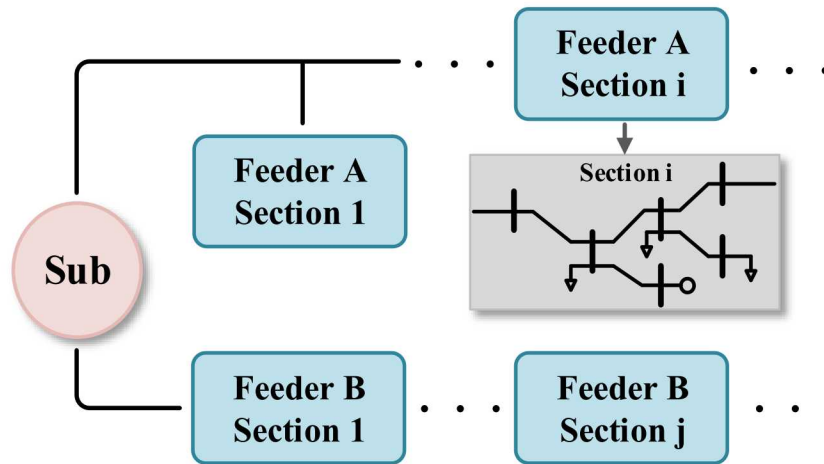 Feeder A
Section i
Feeder A
Section 1
Section i
Sub
Feeder B
Section 1
Feeder B
Section j